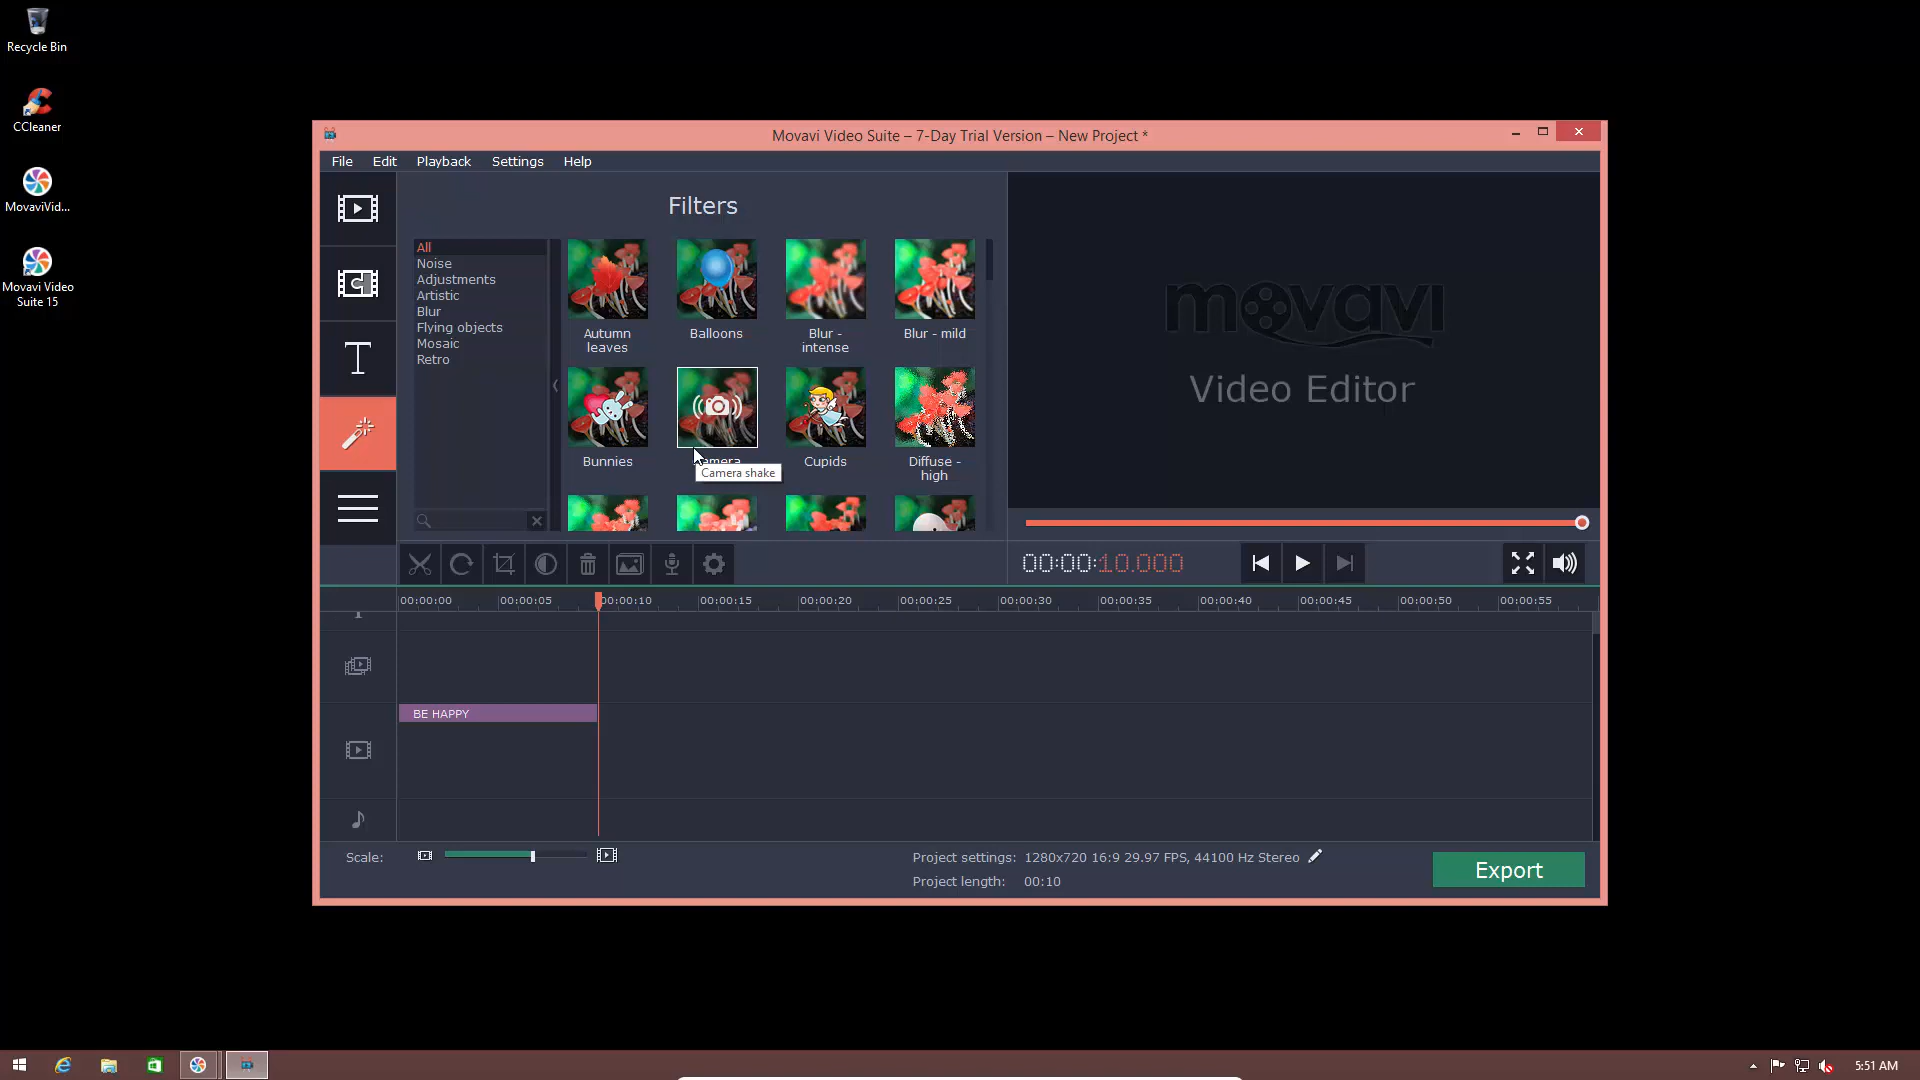 Recycle Bin
CCleaner
MovaviVid...
Movavi Video
Suite 15
Movavi Video Suite – 7-Day Trial Version – New Project *
File Edit Playback Settings Help
Filters
All
Noise
Adjustments
Artistic
Blur
Flying objects
Mosaic
Retro
Autumn
leaves
Balloons
Blur -
intense
Blur - mild
Bunnies
Camera shake
Cupids
Diffuse -
high
movavi
Video Editor
00:00:10.000
00:00:00 00:00:05 00:00:10 00:00:15 00:00:20 00:00:25 00:00:30 00:00:35 00:00:40 00:00:45 00:00:50 00:00:55
BE HAPPY
Scale:
Project settings: 1280x720 16:9 29.97 FPS, 44100 Hz Stereo
Project length: 00:10
Export
5:51 AM